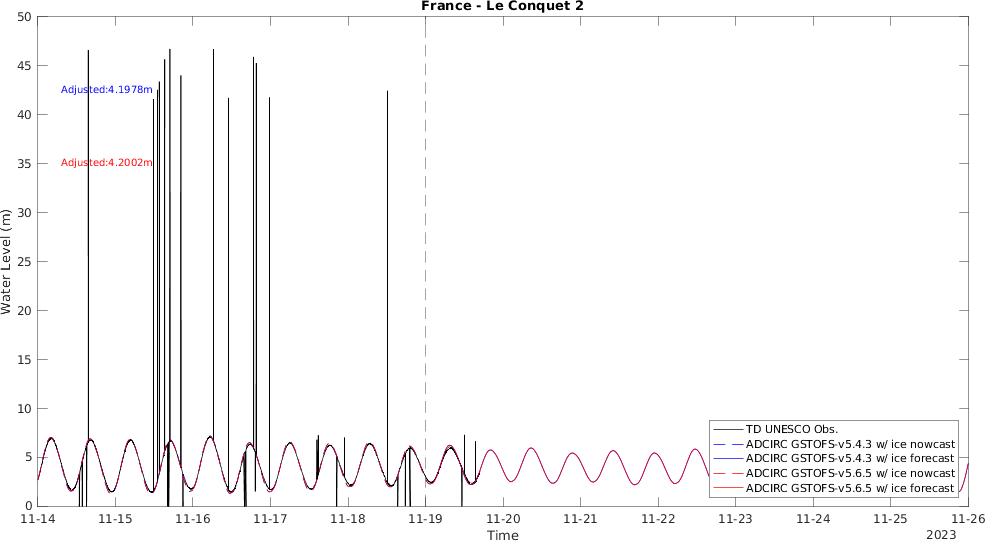 France - Le Conquet 2
50
45
40
35
30
25
20
15
10
5
0
Water Level (m)
Adjusted:4.1978m
Adjusted:4.2002m
TD UNESCO Obs.
ADCIRC GSTOFS-v5.4.3 w/ ice nowcast
ADCIRC GSTOFS-v5.4.3 w/ ice forecast
ADCIRC GSTOFS-v5.6.5 w/ ice nowcast
ADCIRC GSTOFS-v5.6.5 w/ ice forecast
11-14 11-15 11-16 11-17 11-18 11-19 11-20 11-21 11-22 11-23 11-24 11-25 11-26
Time
2023